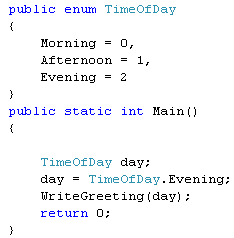 public enum TimeOfDay
{
Morning = 0,
Afternoon = 1,
Evening = 2
}
public static int Main()
{
TimeOfDay day;
day = TimeOfDay.Evening;
WriteGreeting(day);
return 0;
}